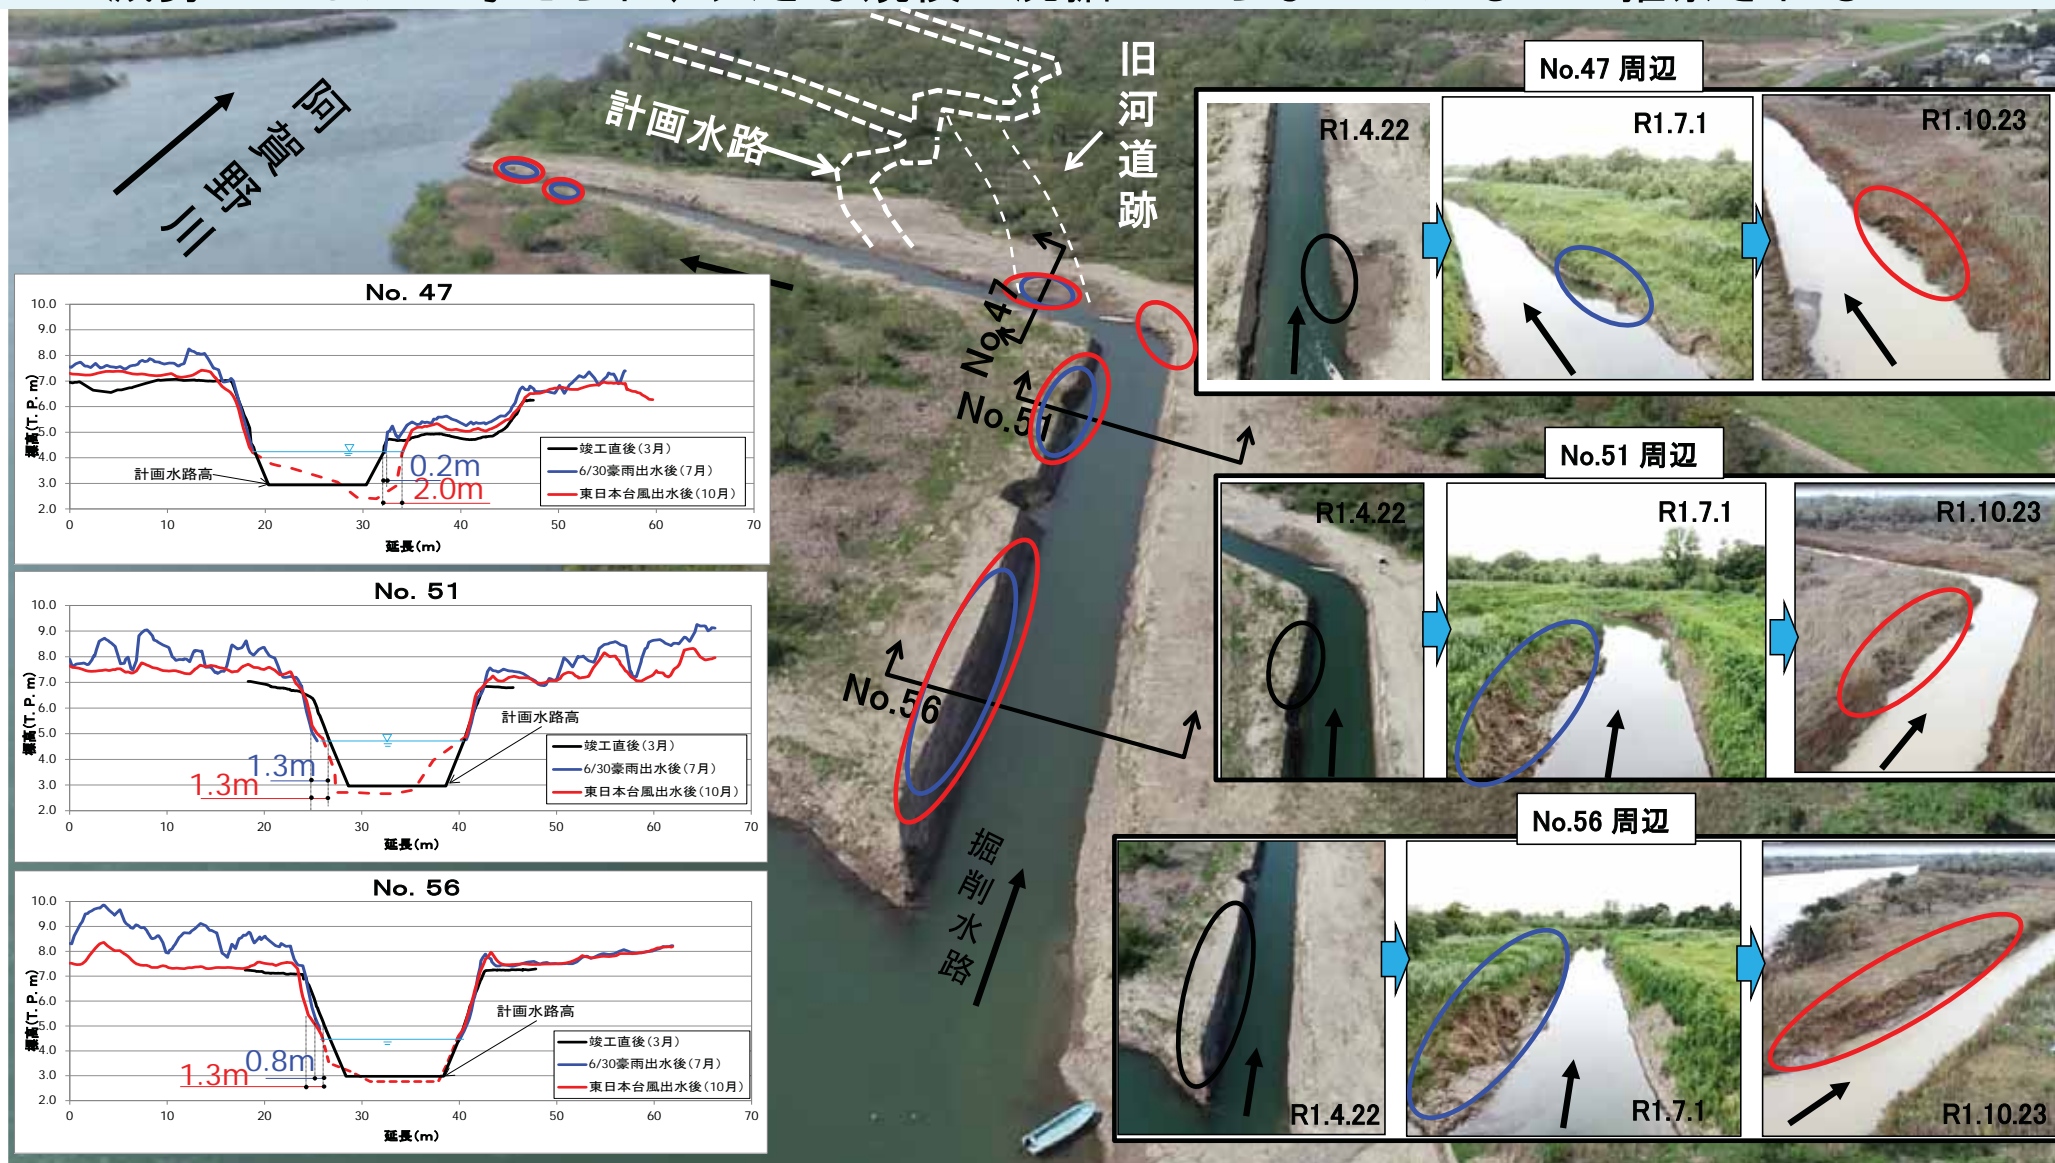 阿賀野川
計画水路
旧河道跡
No.47
No.51
No.56
掘削水路
No. 47
標高(T.P.m)
10.0
9.0
8.0
7.0
6.0
5.0
4.0
3.0
2.0
計画水路高
0.2m
2.0m
竣工直後(3月)
6/30豪雨出水後(7月)
東日本台風出水後(10月)
0 10 20 30 40 50 60 70
延長(m)
No. 51
標高(T.P.m)
10.0
9.0
8.0
7.0
6.0
5.0
4.0
3.0
2.0
計画水路高
1.3m
1.3m
竣工直後(3月)
6/30豪雨出水後(7月)
東日本台風出水後(10月)
0 10 20 30 40 50 60 70
延長(m)
No. 56
標高(T.P.m)
10.0
9.0
8.0
7.0
6.0
5.0
4.0
3.0
2.0
計画水路高
0.8m
1.3m
竣工直後(3月)
6/30豪雨出水後(7月)
東日本台風出水後(10月)
0 10 20 30 40 50 60 70
延長(m)
No.47 周辺
R1.4.22
R1.7.1
R1.10.23
No.51 周辺
R1.4.22
R1.7.1
R1.10.23
No.56 周辺
R1.4.22
R1.7.1
R1.10.23